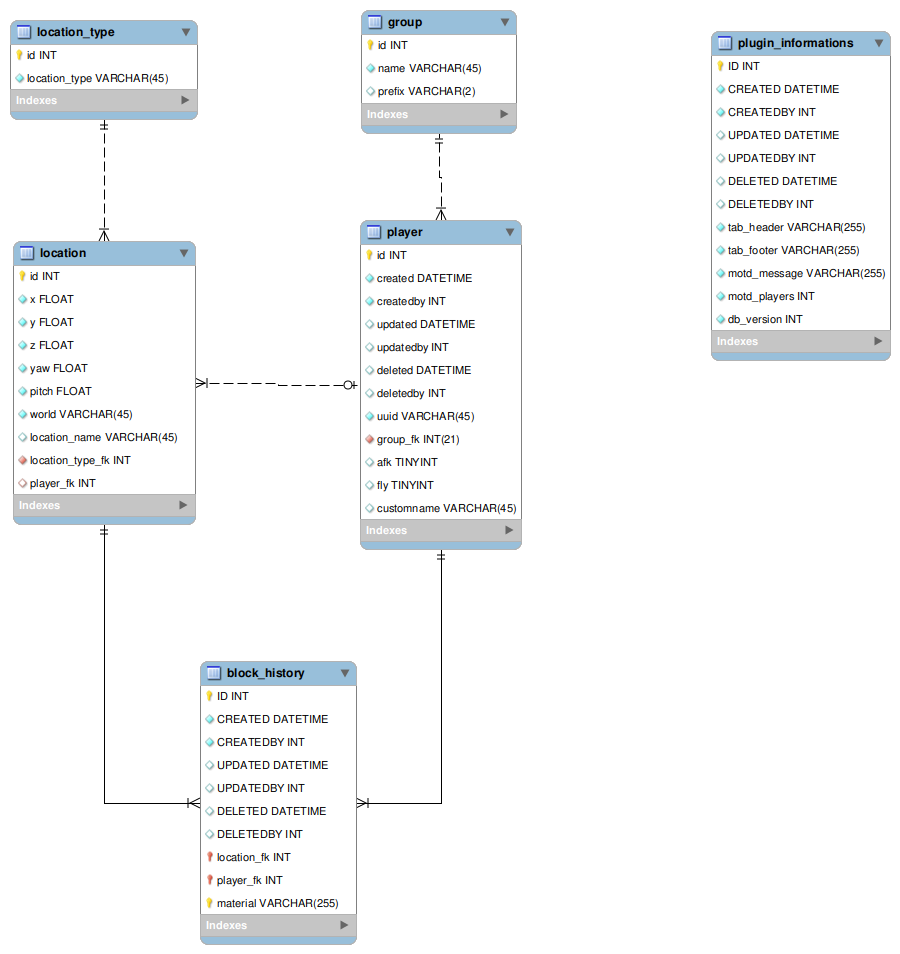 location_type
id INT
location_type VARCHAR(45)
Indexes
group
id INT
name VARCHAR(45)
prefix VARCHAR(2)
Indexes
plugin_informations
ID INT
CREATED DATETIME
CREATEDBY INT
UPDATED DATETIME
UPDATEDBY INT
DELETED DATETIME
DELETEDBY INT
tab_header VARCHAR(255)
tab_footer VARCHAR(255)
motd_message VARCHAR(255)
motd_players INT
db_version INT
Indexes
location
id INT
x FLOAT
y FLOAT
z FLOAT
yaw FLOAT
pitch FLOAT
world VARCHAR(45)
location_name VARCHAR(45)
location_type_fk INT
player_fk INT
Indexes
player
id INT
created DATETIME
createdby INT
updated DATETIME
updatedby INT
deleted DATETIME
deletedby INT
uuid VARCHAR(45)
group_fk INT(21)
afk TINYINT
fly TINYINT
customname VARCHAR(45)
Indexes
block_history
ID INT
CREATED DATETIME
CREATEDBY INT
UPDATED DATETIME
UPDATEDBY INT
DELETED DATETIME
DELETEDBY INT
location_fk INT
player_fk INT
material VARCHAR(255)
Indexes